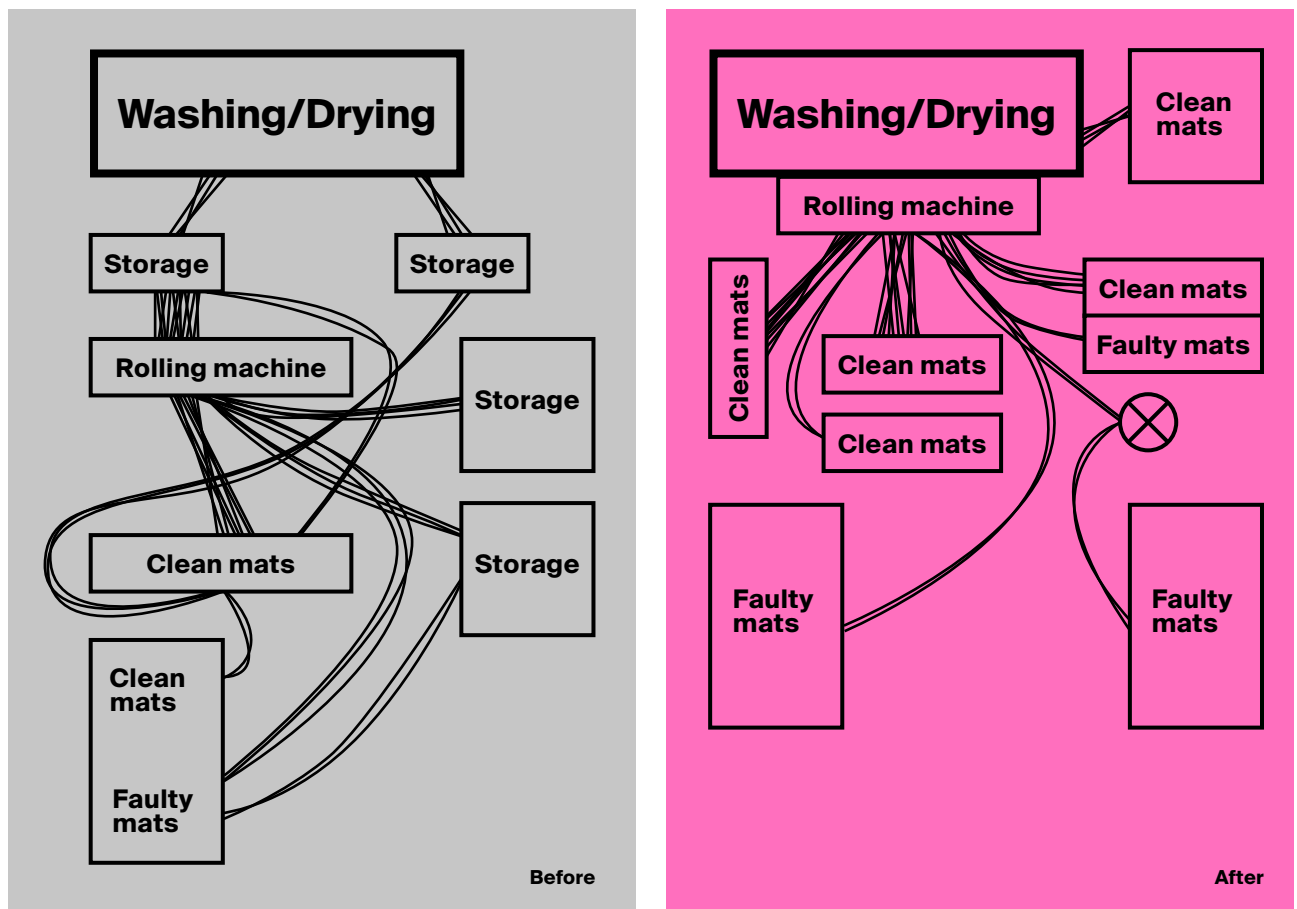 Washing/Drying
Storage
Storage
Rolling machine
Storage
Storage
Clean mats
Clean
mats
Faulty
mats
Before
Washing/Drying
Clean
mats
Rolling machine
Clean mats
Clean mats
Faulty mats
Clean mats
Clean mats
Faulty
mats
Faulty
mats
After